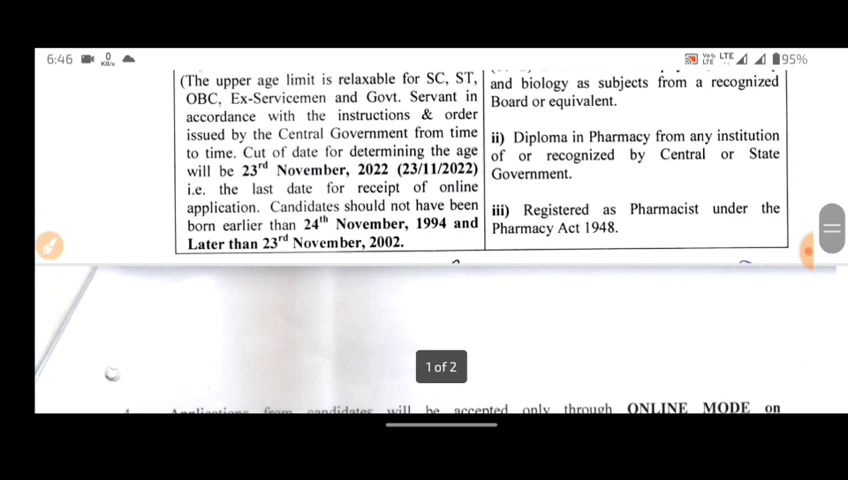 6:46 0 KB/s Vo LTE LTE 95%
(The upper age limit is relaxable for SC, ST,
OBC, Ex-Servicemen and Govt. Servant in
accordance with the instructions & order
issued by the Central Government from time
to time. Cut of date for determining the age
will be 23rd November, 2022 (23/11/2022)
i.e. the last date for receipt of online
application. Candidates should not have been
born earlier than 24th November, 1994 and
Later than 23rd November, 2002.
and biology as subjects from a recognized
Board or equivalent.
ii) Diploma in Pharmacy from any institution
of or recognized by Central or State
Government.
iii) Registered as Pharmacist under the
Pharmacy Act 1948.
1 of 2
Applications from candidates will be accepted only through ONLINE MODE on